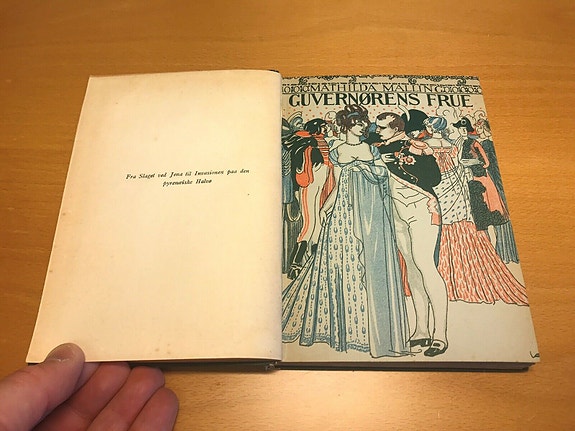 Fra Slaget ved Jena til Invasionen paa den
pyrenæiske Halvø
MATHILDA MALLING
GUVERNØRENS FRUE